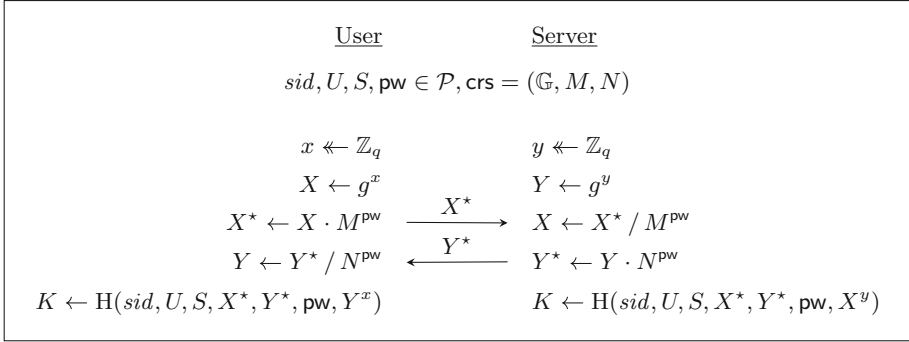 User Server
sid, U, S, pw ∈ 𝒫, crs = (𝔾, M, N)
x ↞ ℤ_q y ↞ ℤ_q
X ← g^x Y ← g^y
X^⋆ ← X · M^pw X^⋆ X ← X^⋆ / M^pw
Y ← Y^⋆ / N^pw Y^⋆ Y^⋆ ← Y · N^pw
K ← H(sid, U, S, X^⋆, Y^⋆, pw, Y^x) K ← H(sid, U, S, X^⋆, Y^⋆, pw, X^y)